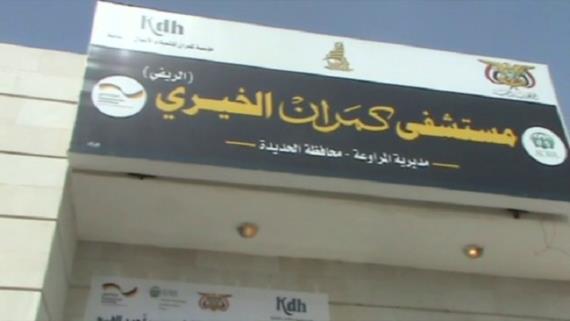 Kdh
(الريفي)
مستشفى كمران الخيري
مديرية المراوعة - محافظة الحديدة
Kdh